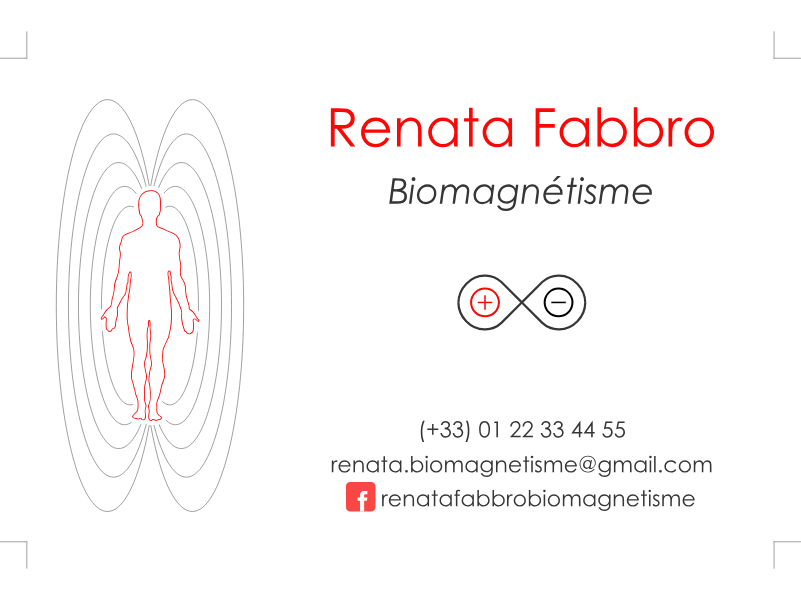 Renata Fabbro
Biomagnétisme
(+33) 01 22 33 44 55
renata.biomagnetisme@gmail.com
f renatafabbrobiomagnetisme